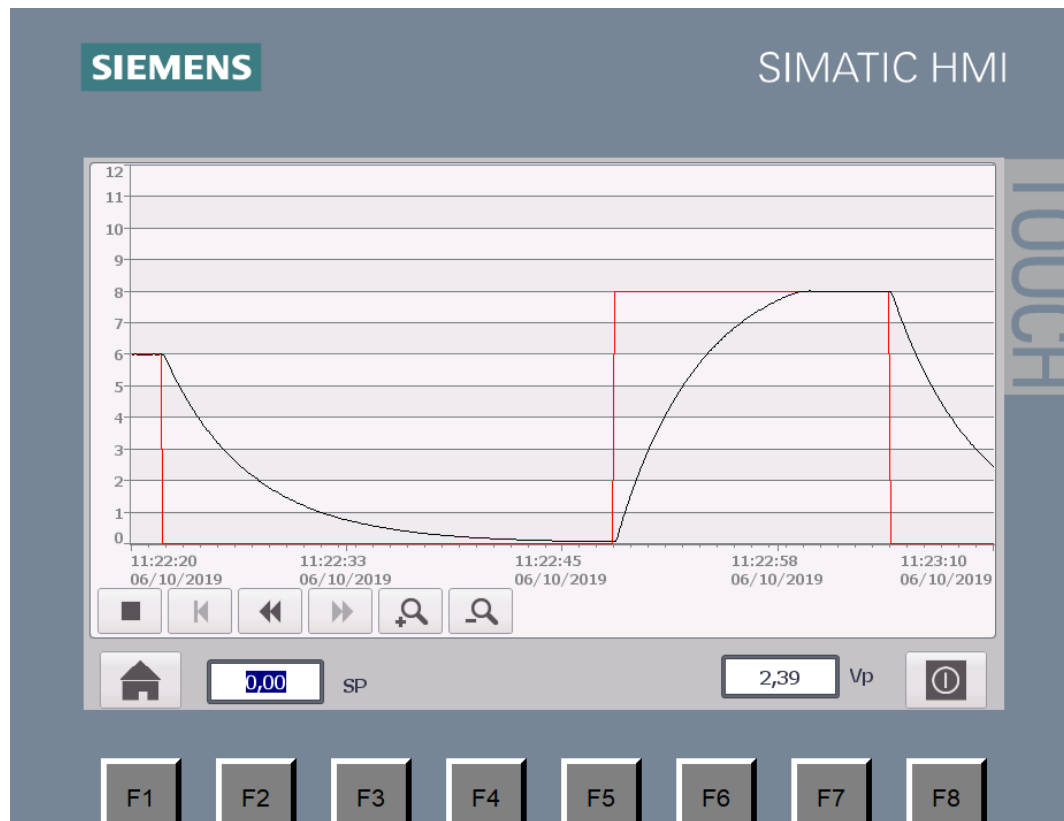 SIEMENS
SIMATIC HMI
TOUCH
12
11
10
9
8
7
6
5
4
3
2
1
0
11:22:20 11:22:33 11:22:45 11:22:58 11:23:10
06/10/2019 06/10/2019 06/10/2019 06/10/2019 06/10/2019
0,00 SP 2,39 Vp
F1 F2 F3 F4 F5 F6 F7 F8